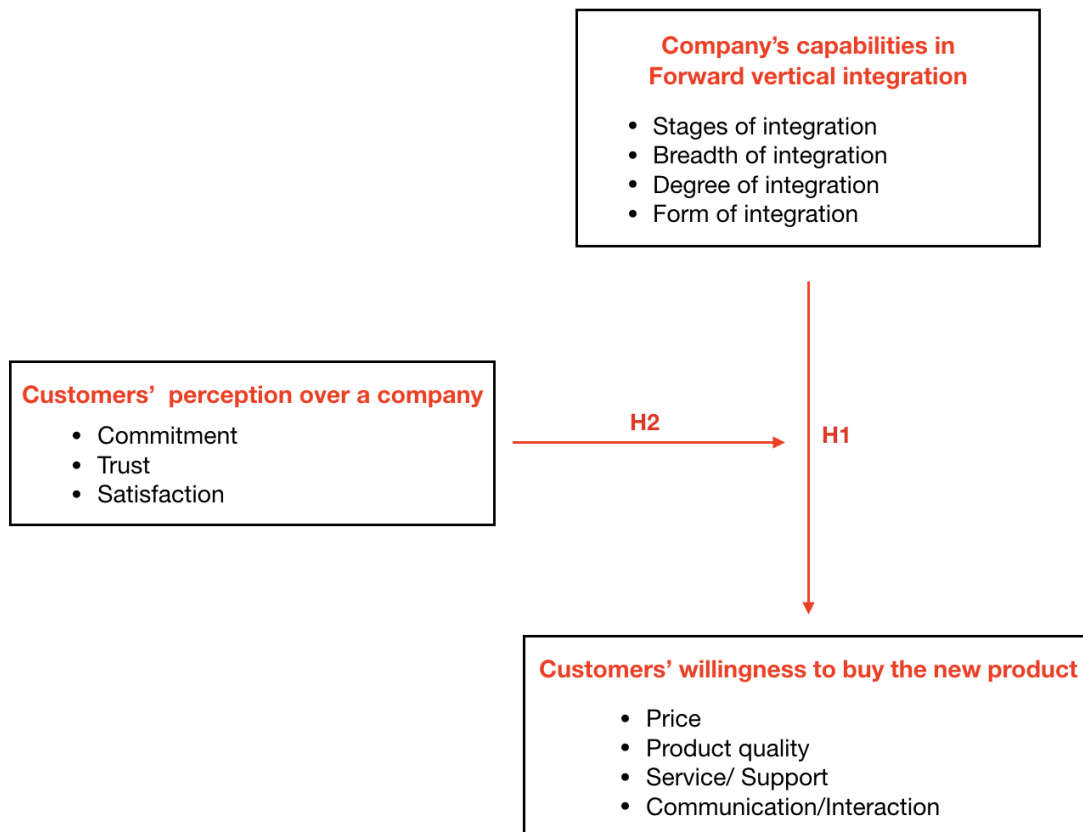 Company’s capabilities in
Forward vertical integration
• Stages of integration
• Breadth of integration
• Degree of integration
• Form of integration
Customers’  perception over a company
• Commitment
• Trust
• Satisfaction
H2
H1
Customers’ willingness to buy the new product
• Price
• Product quality
• Service/ Support
• Communication/Interaction